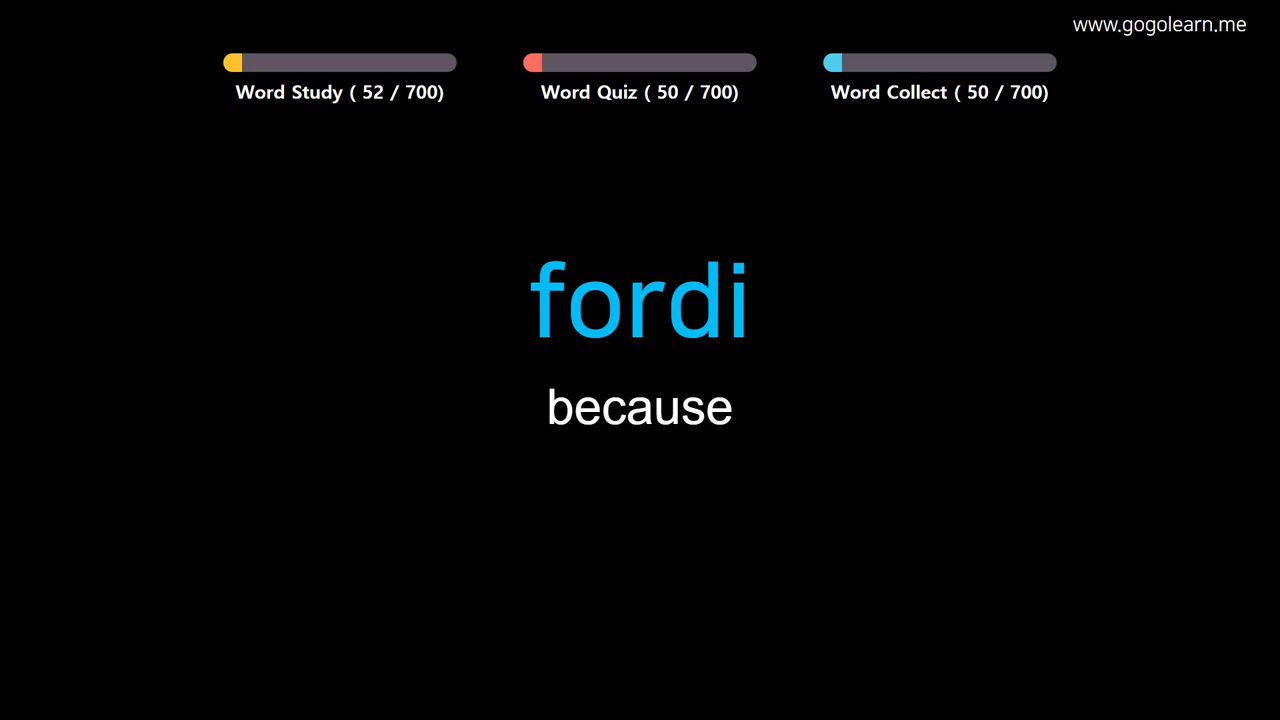 www.gogolearn.me
Word Study ( 52 / 700)
Word Quiz ( 50 / 700)
Word Collect ( 50 / 700)
fordi
because